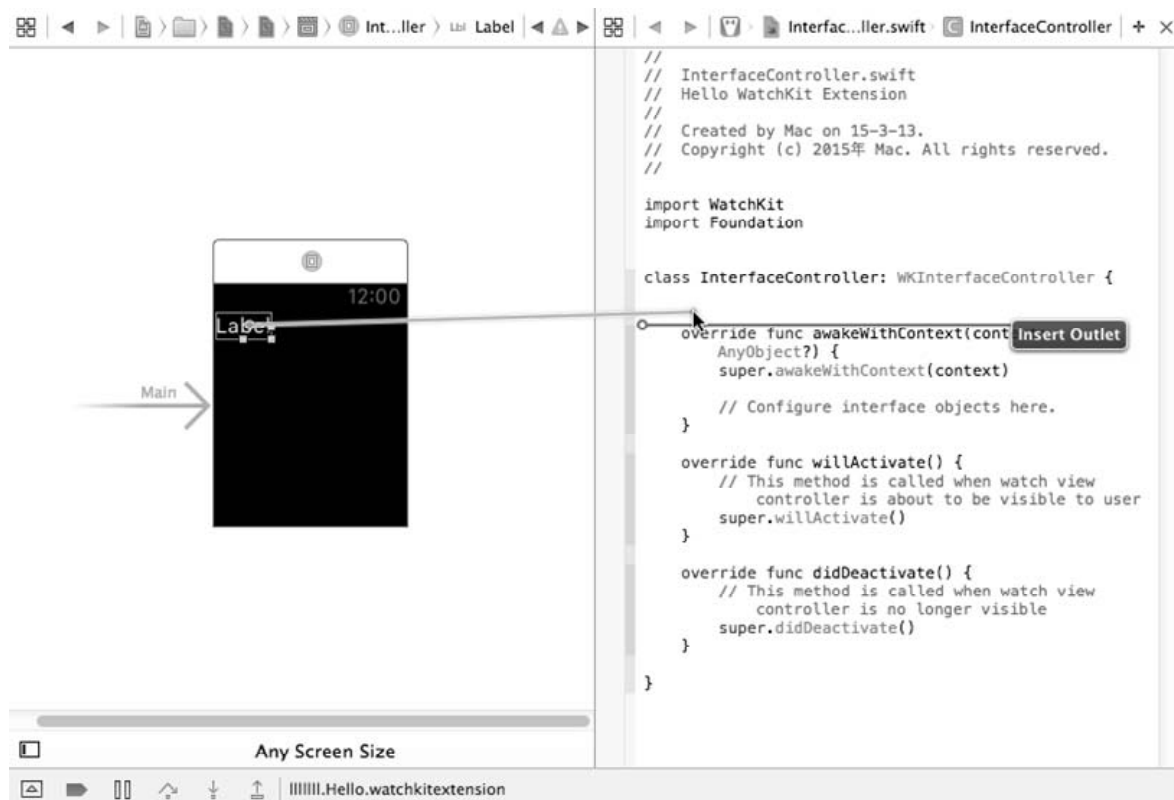 Int...ller
Label
Interfac...ller.swift
InterfaceController
//
// InterfaceController.swift
// Hello WatchKit Extension
//
// Created by Mac on 15-3-13.
// Copyright (c) 2015年 Mac. All rights reserved.
//
import WatchKit
import Foundation
class InterfaceController: WKInterfaceController {
override func awakeWithContext(cont
Insert Outlet
AnyObject?) {
super.awakeWithContext(context)
// Configure interface objects here.
}
override func willActivate() {
// This method is called when watch view
controller is about to be visible to user
super.willActivate()
}
override func didDeactivate() {
// This method is called when watch view
controller is no longer visible
super.didDeactivate()
}
}
12:00
Label
Main
Any Screen Size
lllllll.Hello.watchkitextension